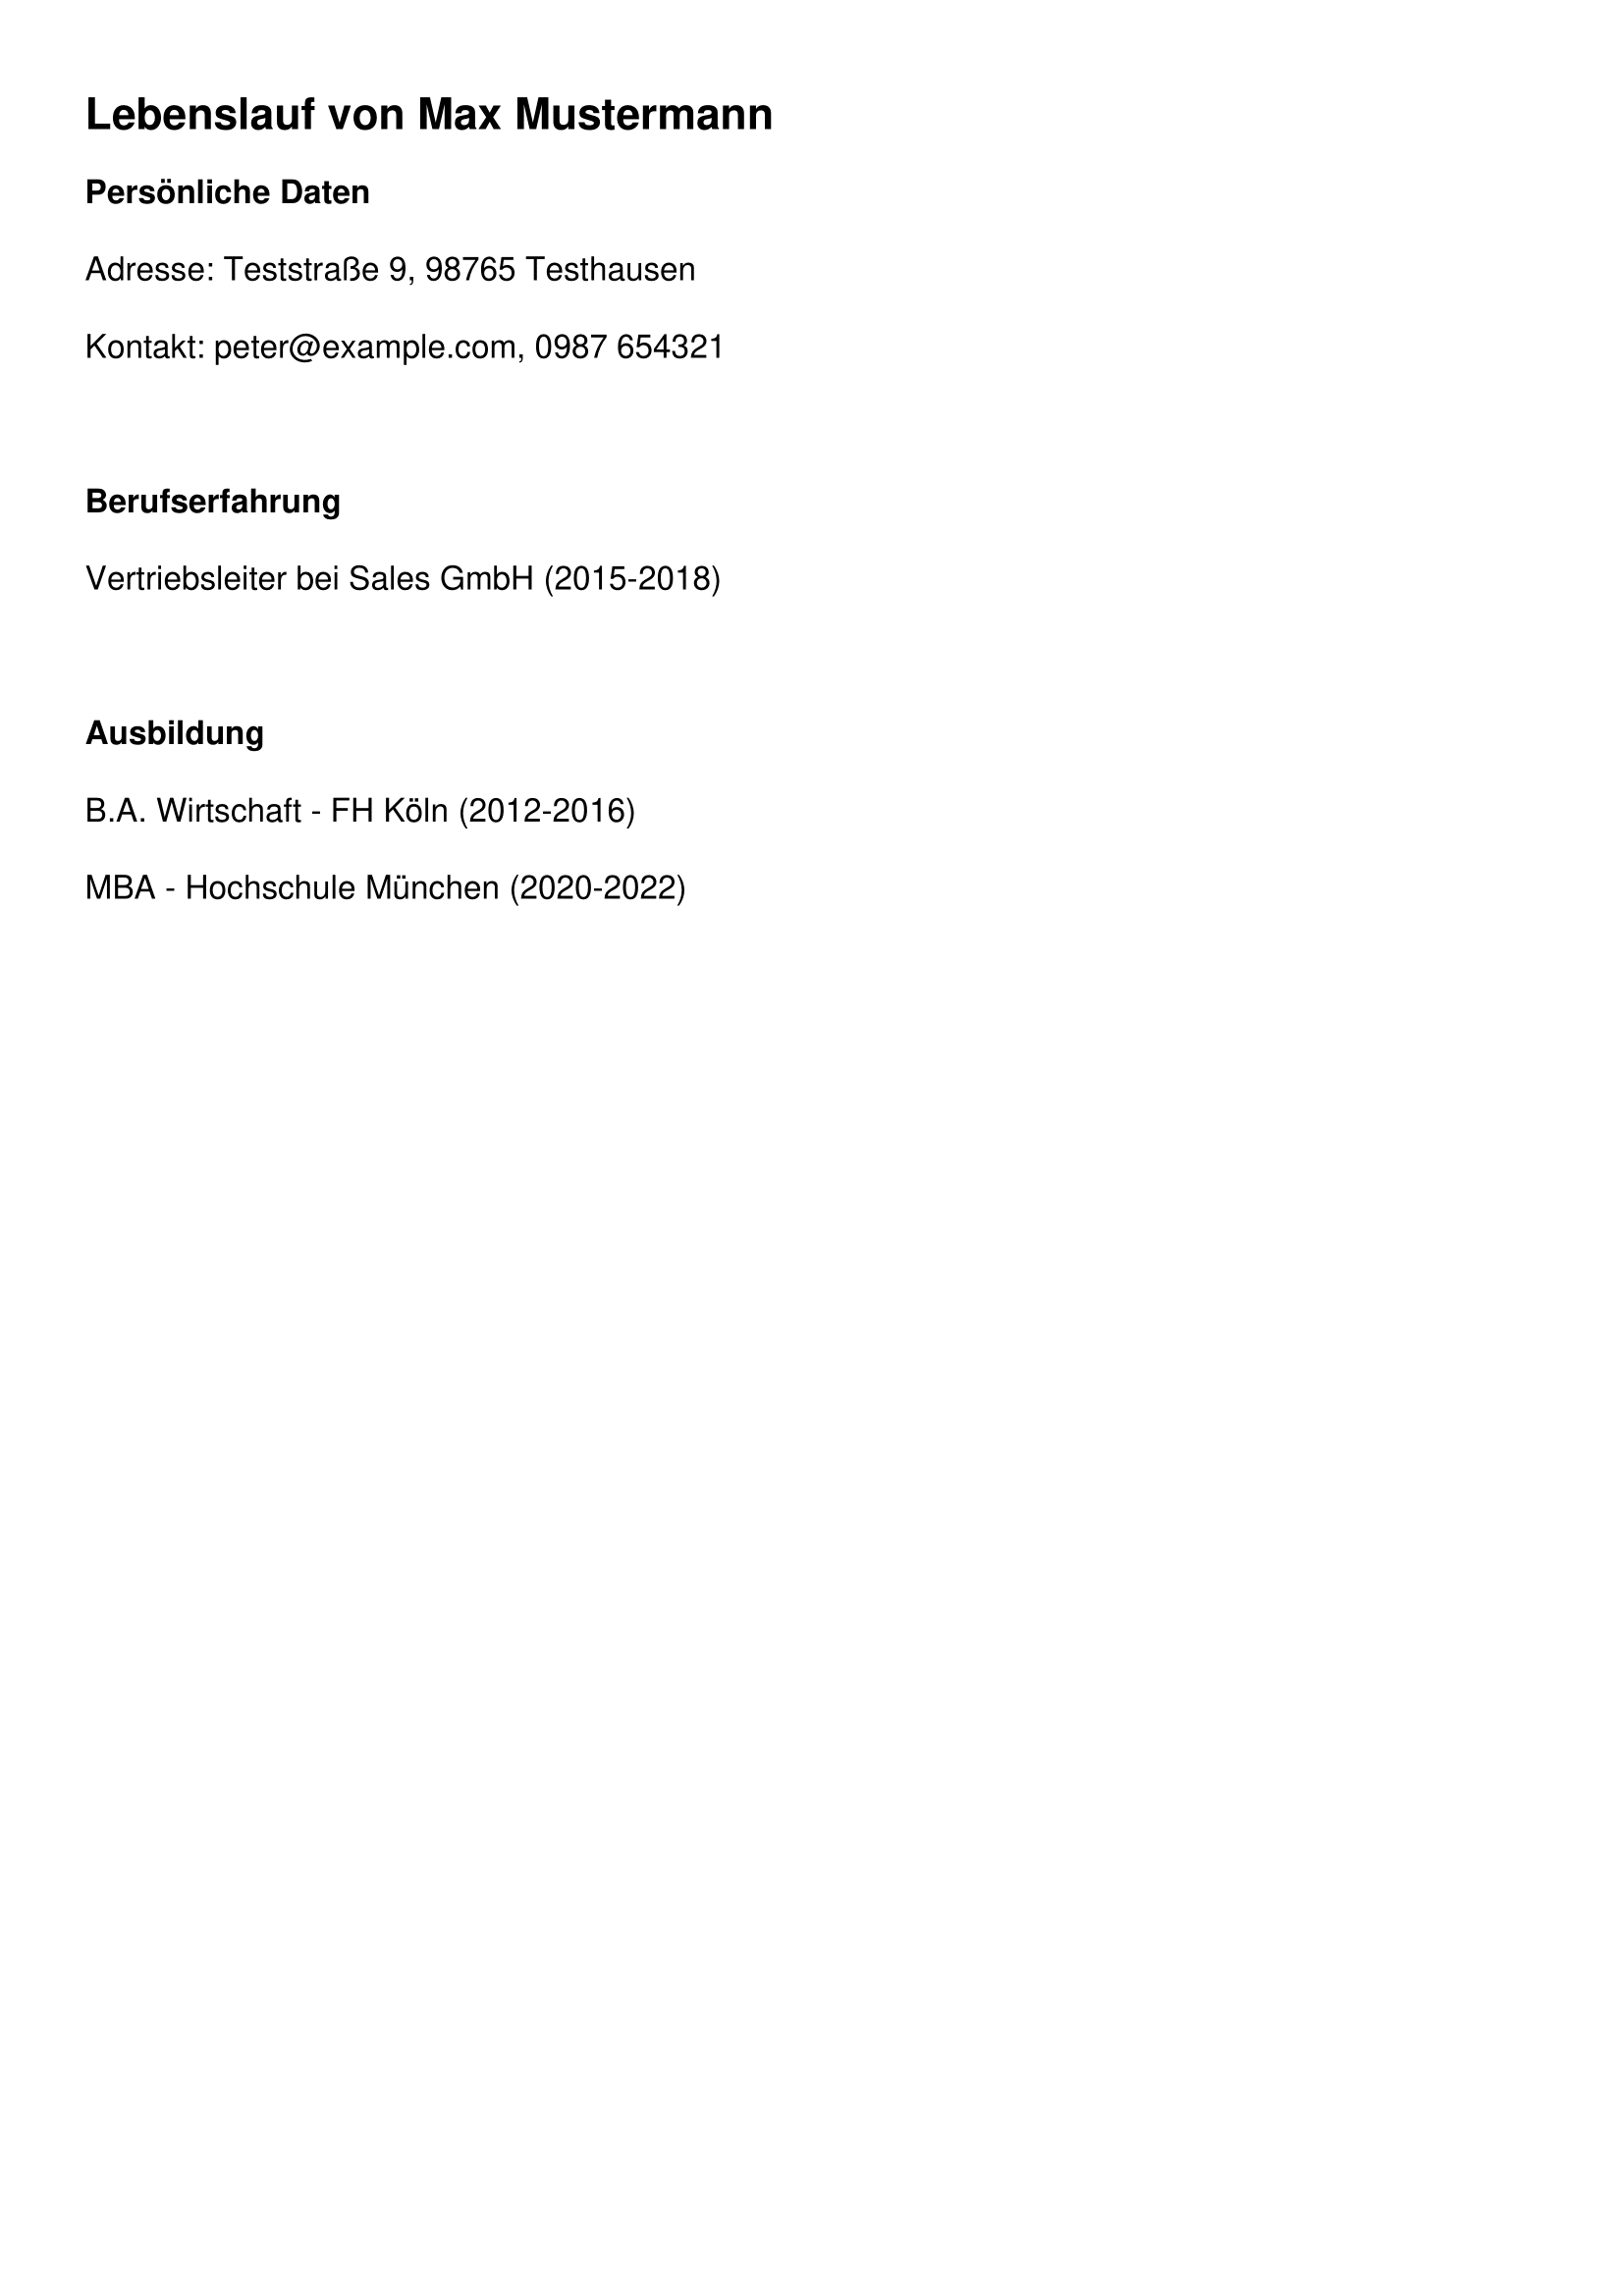 Lebenslauf von Max Mustermann
Persönliche Daten
Adresse: Teststraße 9, 98765 Testhausen
Kontakt: peter@example.com, 0987 654321
Berufserfahrung
Vertriebsleiter bei Sales GmbH (2015-2018)
Ausbildung
B.A. Wirtschaft - FH Köln (2012-2016)
MBA - Hochschule München (2020-2022)